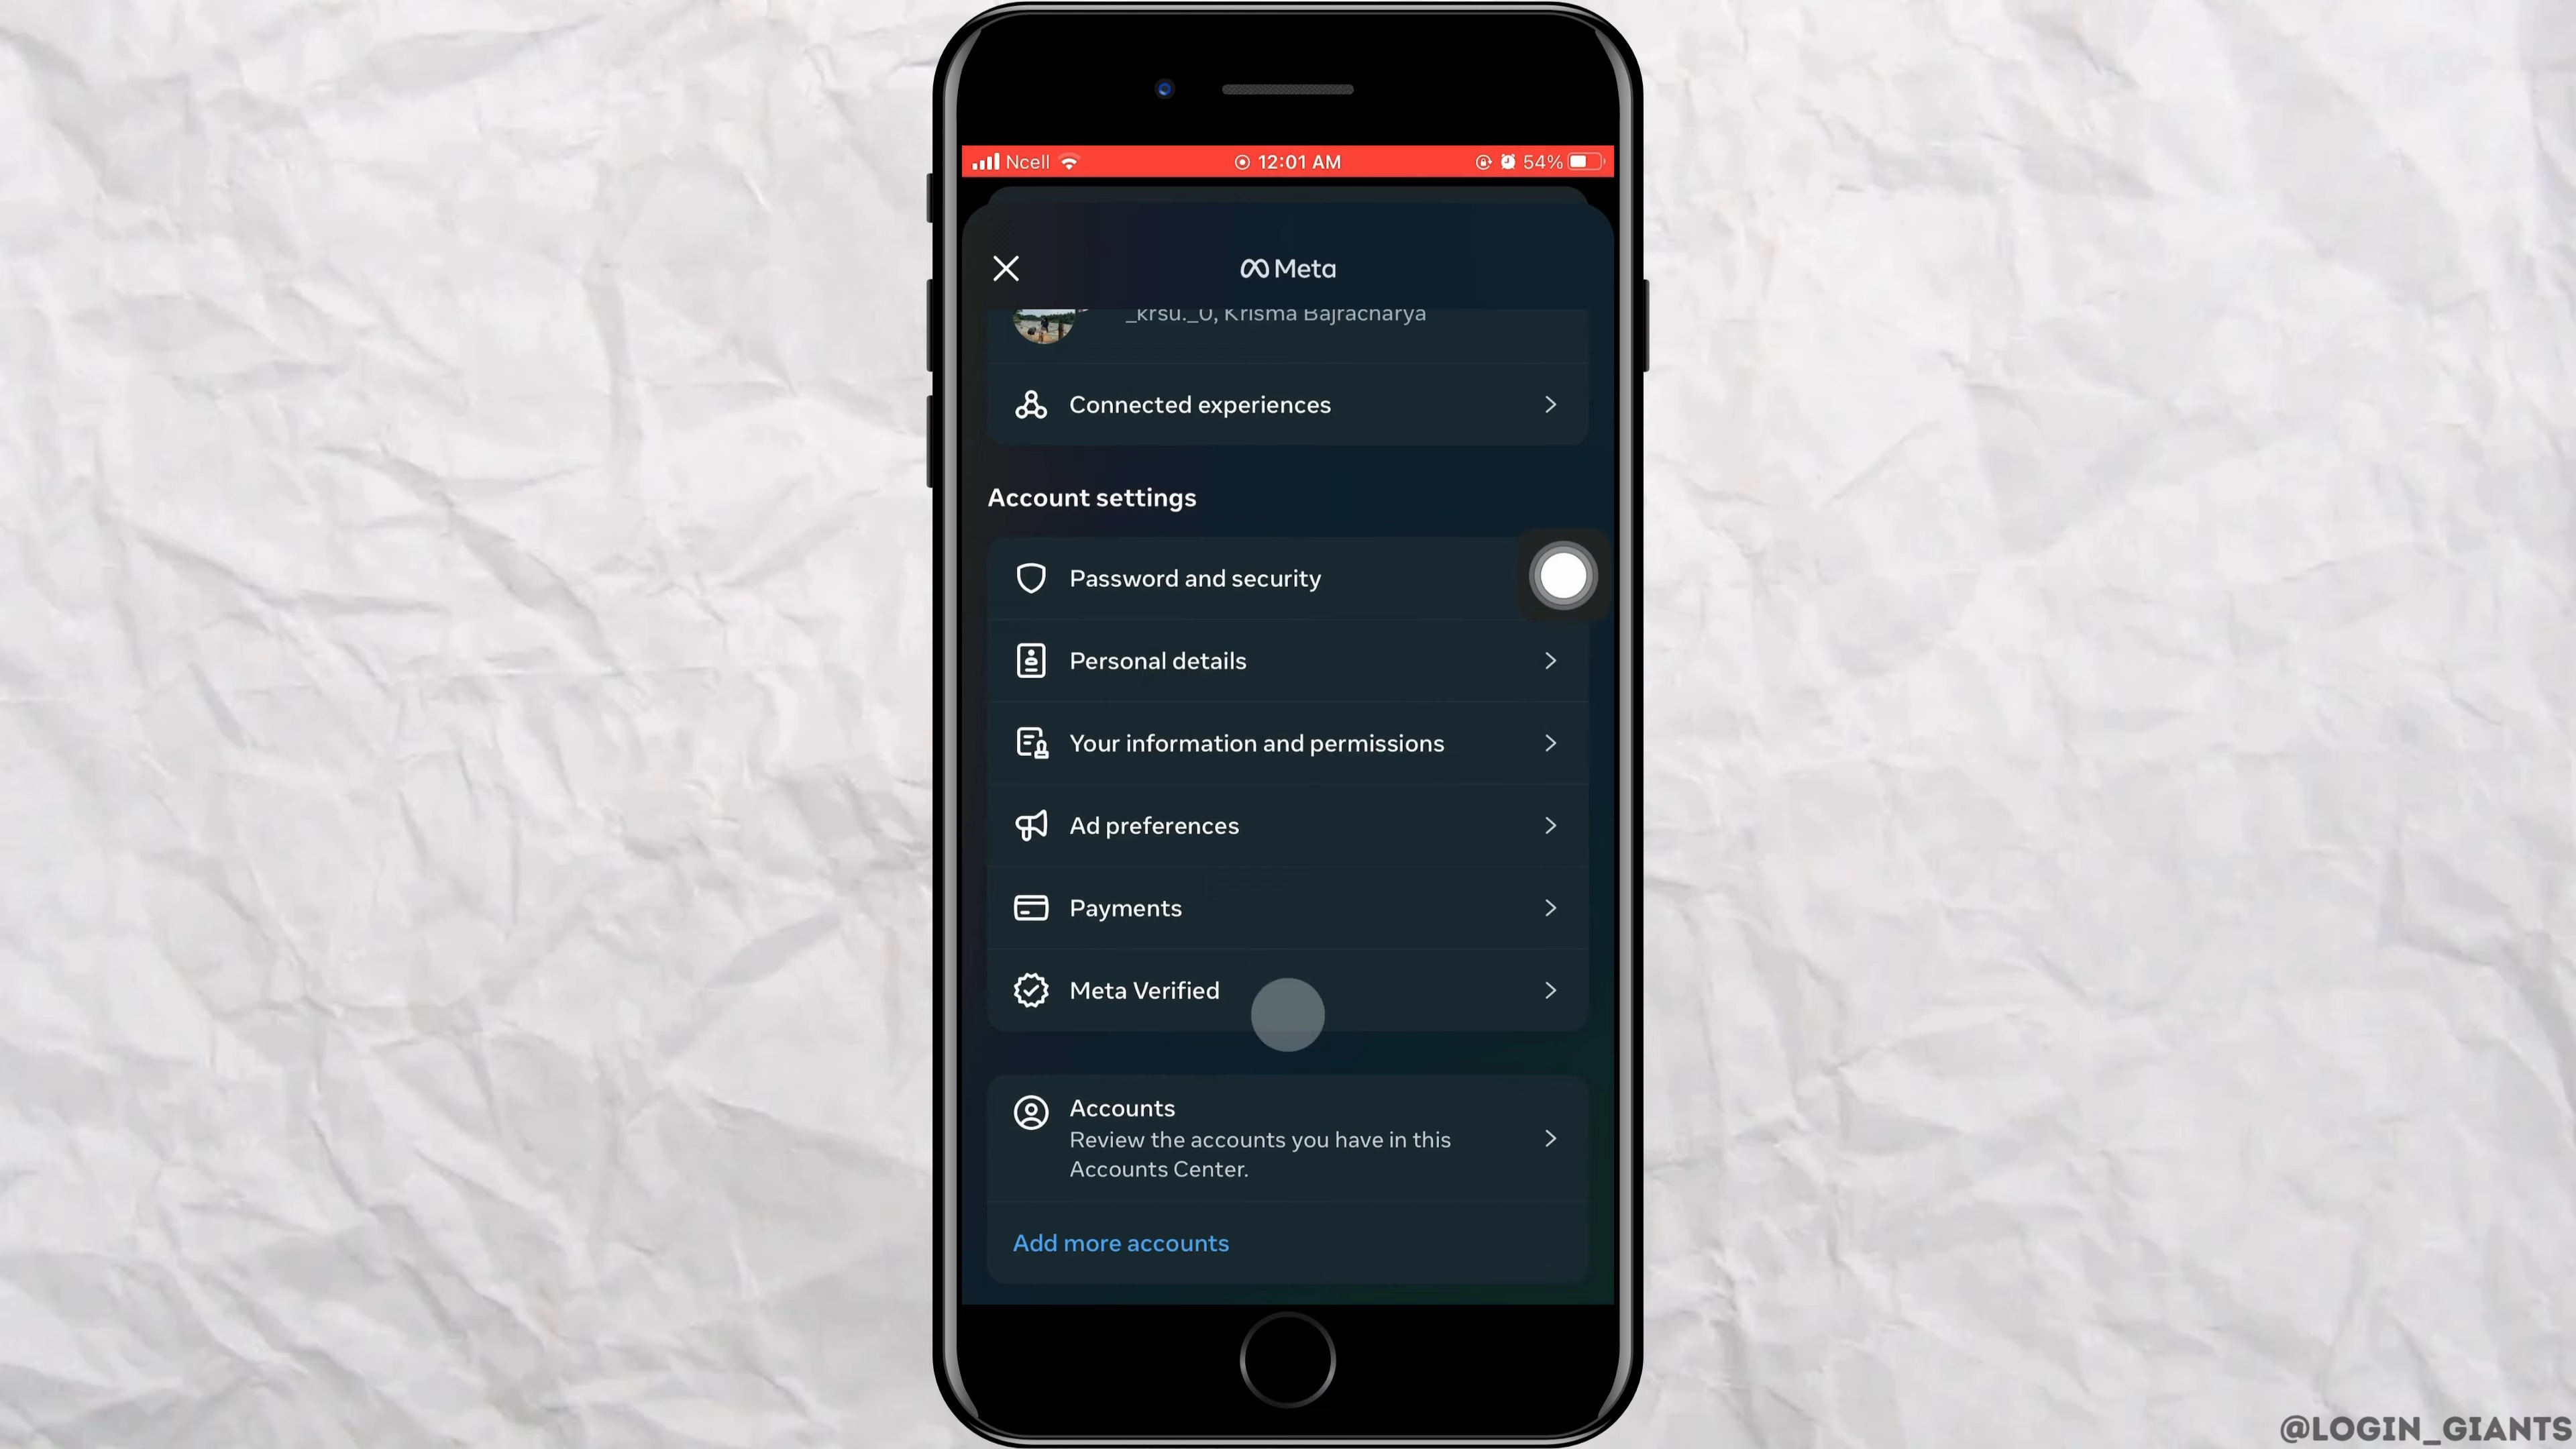 Ncell 12:01 AM 54%
Meta
_krsu._0, Krisma Bajracharya
Connected experiences
Account settings
Password and security
Personal details
Your information and permissions
Ad preferences
Payments
Meta Verified
Accounts
Review the accounts you have in this
Accounts Center.
Add more accounts
@LOGIN_GIANTS